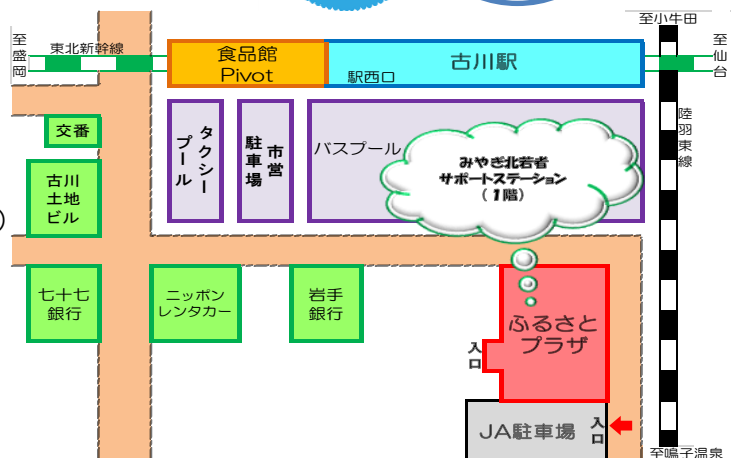 至小牛田
至盛岡
東北新幹線
食品館
Pivot
駅西口
古川駅
至仙台
陸羽東線
交番
タクシー
プール
市営
駐車場
バスプール
みやぎ北若者
サポートステーション
(1階)
古川
土地
ビル
)
七十七
銀行
ニッポン
レンタカー
岩手
銀行
ふるさと
プラザ
入口
JA駐車場
入口
至鳴子温泉